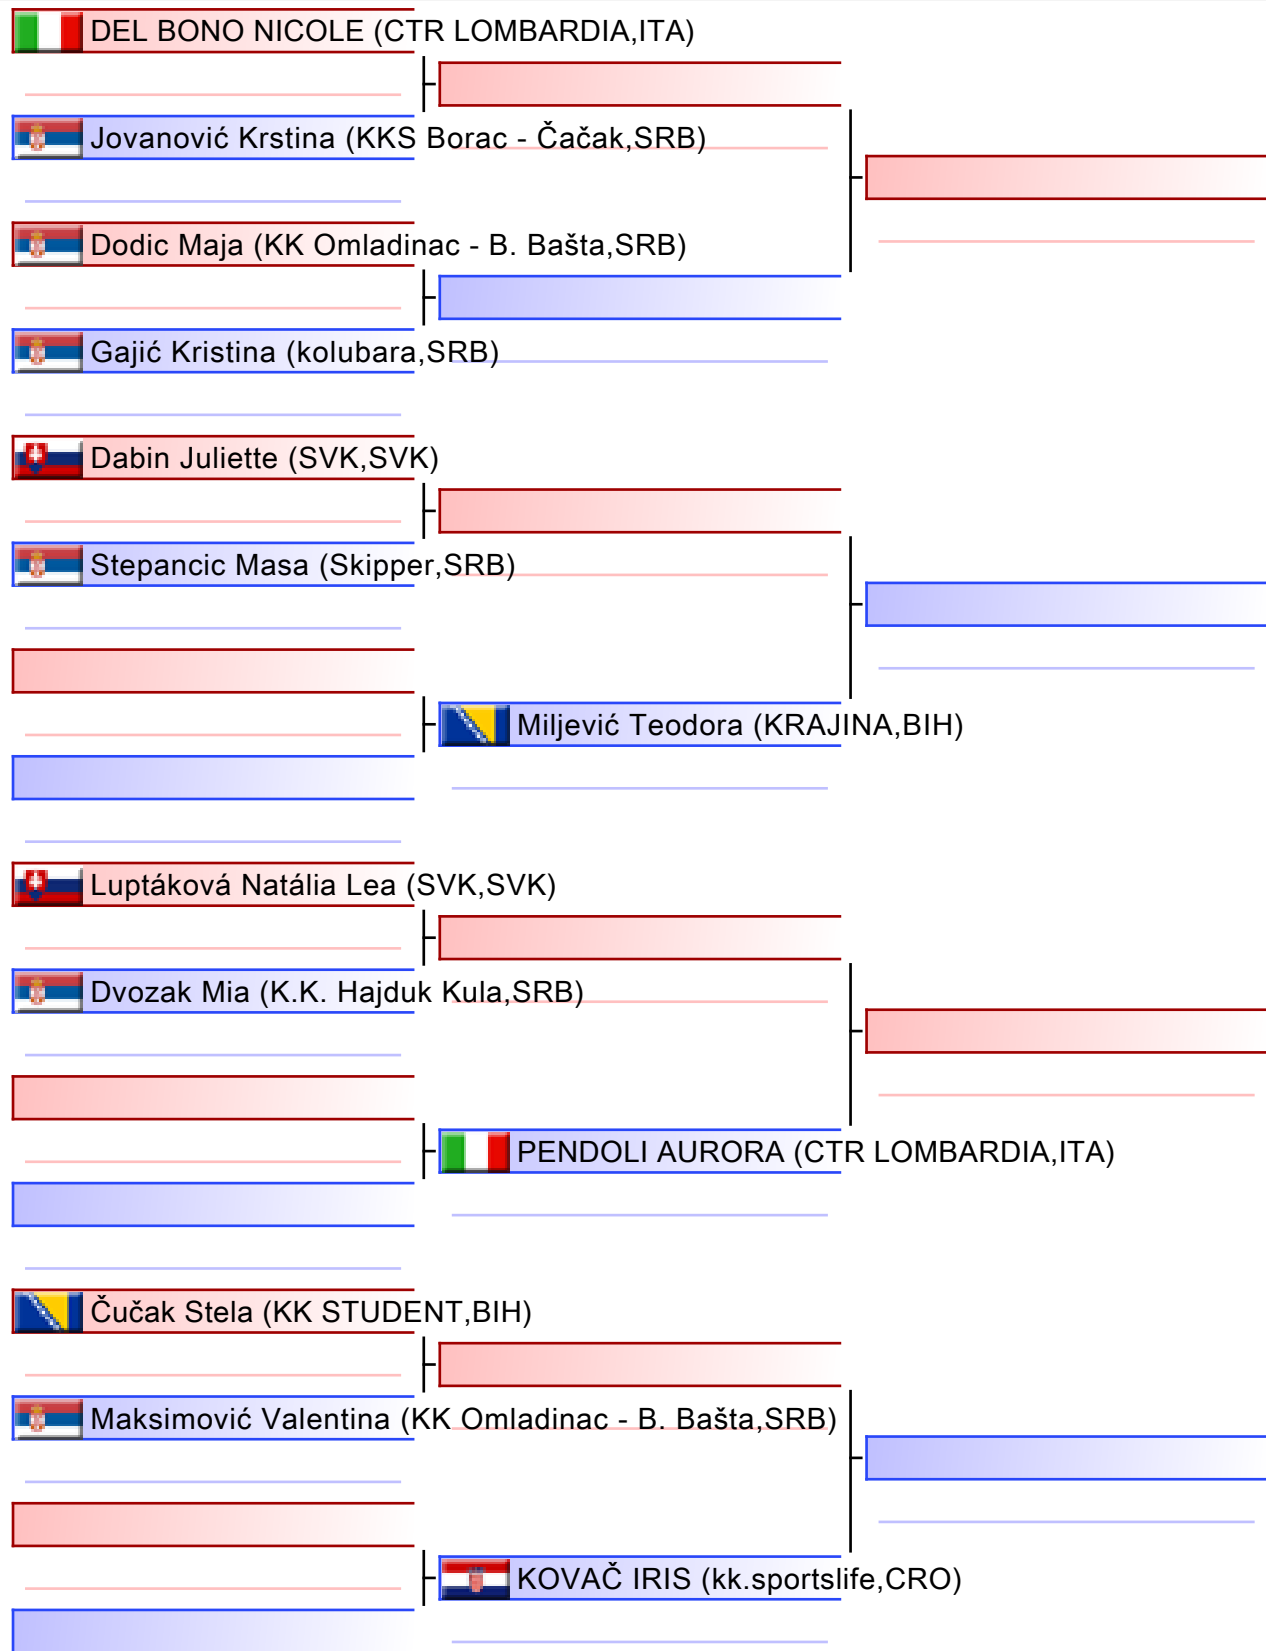 DEL BONO NICOLE (CTR LOMBARDIA,ITA)
Jovanović Krstina (KKS Borac - Čačak,SRB)
Dodic Maja (KK Omladinac - B. Bašta,SRB)
Gajić Kristina (kolubara,SRB)
Dabin Juliette (SVK,SVK)
Stepancic Masa (Skipper,SRB)
Miljević Teodora (KRAJINA,BIH)
Luptáková Natália Lea (SVK,SVK)
Dvozak Mia (K.K. Hajduk Kula,SRB)
PENDOLI AURORA (CTR LOMBARDIA,ITA)
Čučak Stela (KK STUDENT,BIH)
Maksimović Valentina (KK Omladinac - B. Bašta,SRB)
KOVAČ IRIS (kk.sportslife,CRO)